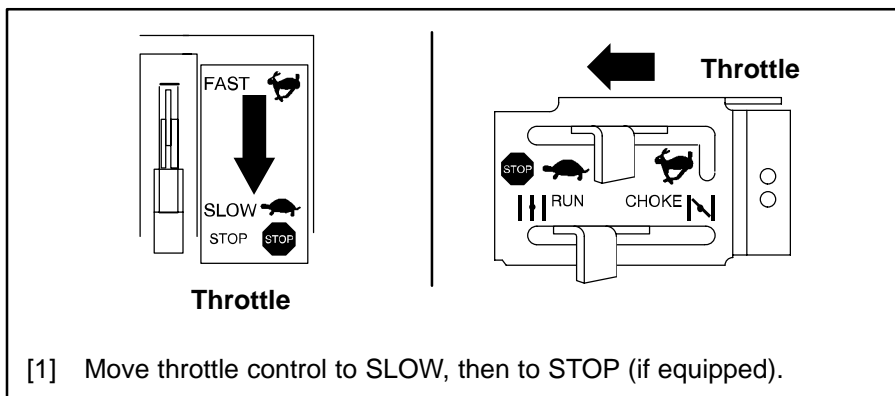 FAST
SLOW
STOP STOP
Throttle
Throttle
STOP
RUN CHOKE
[1] Move throttle control to SLOW, then to STOP (if equipped).